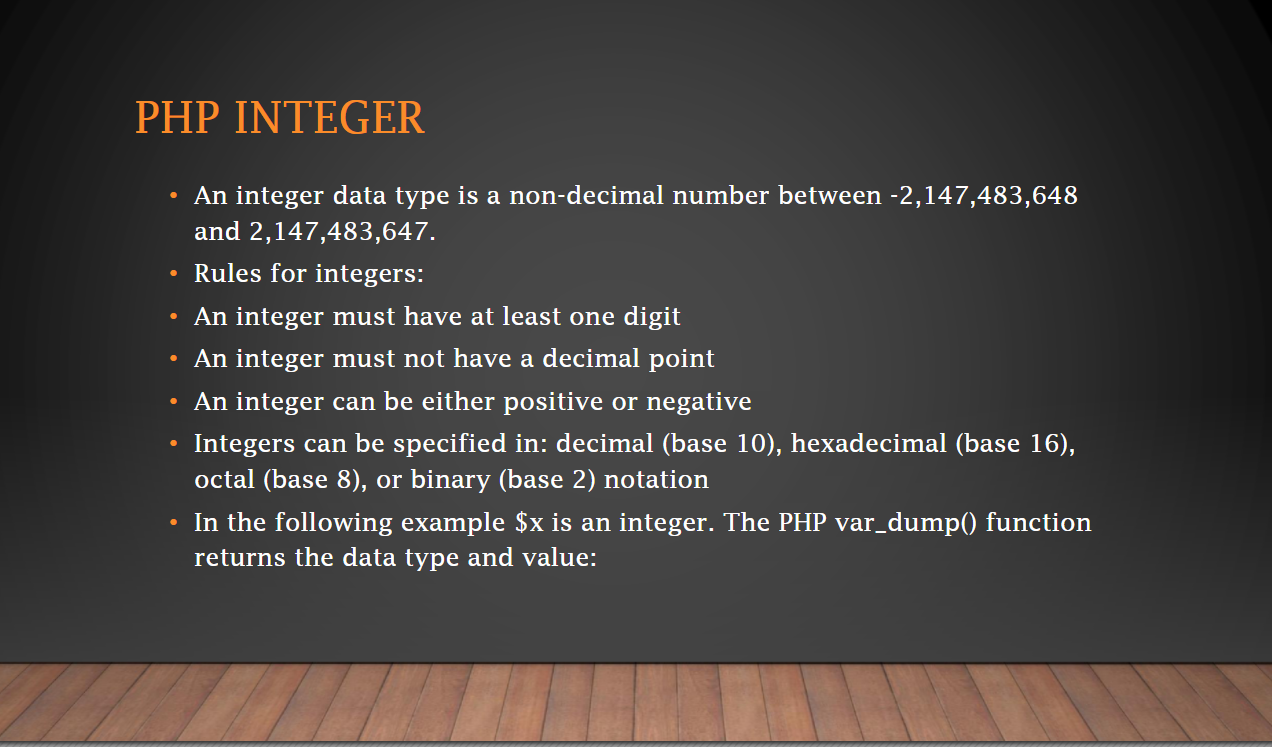 PHP INTEGER
• An integer data type is a non-decimal number between -2,147,483,648
and 2,147,483,647.
• Rules for integers:
• An integer must have at least one digit
• An integer must not have a decimal point
• An integer can be either positive or negative
• Integers can be specified in: decimal (base 10), hexadecimal (base 16),
octal (base 8), or binary (base 2) notation
• In the following example $x is an integer. The PHP var_dump() function
returns the data type and value: